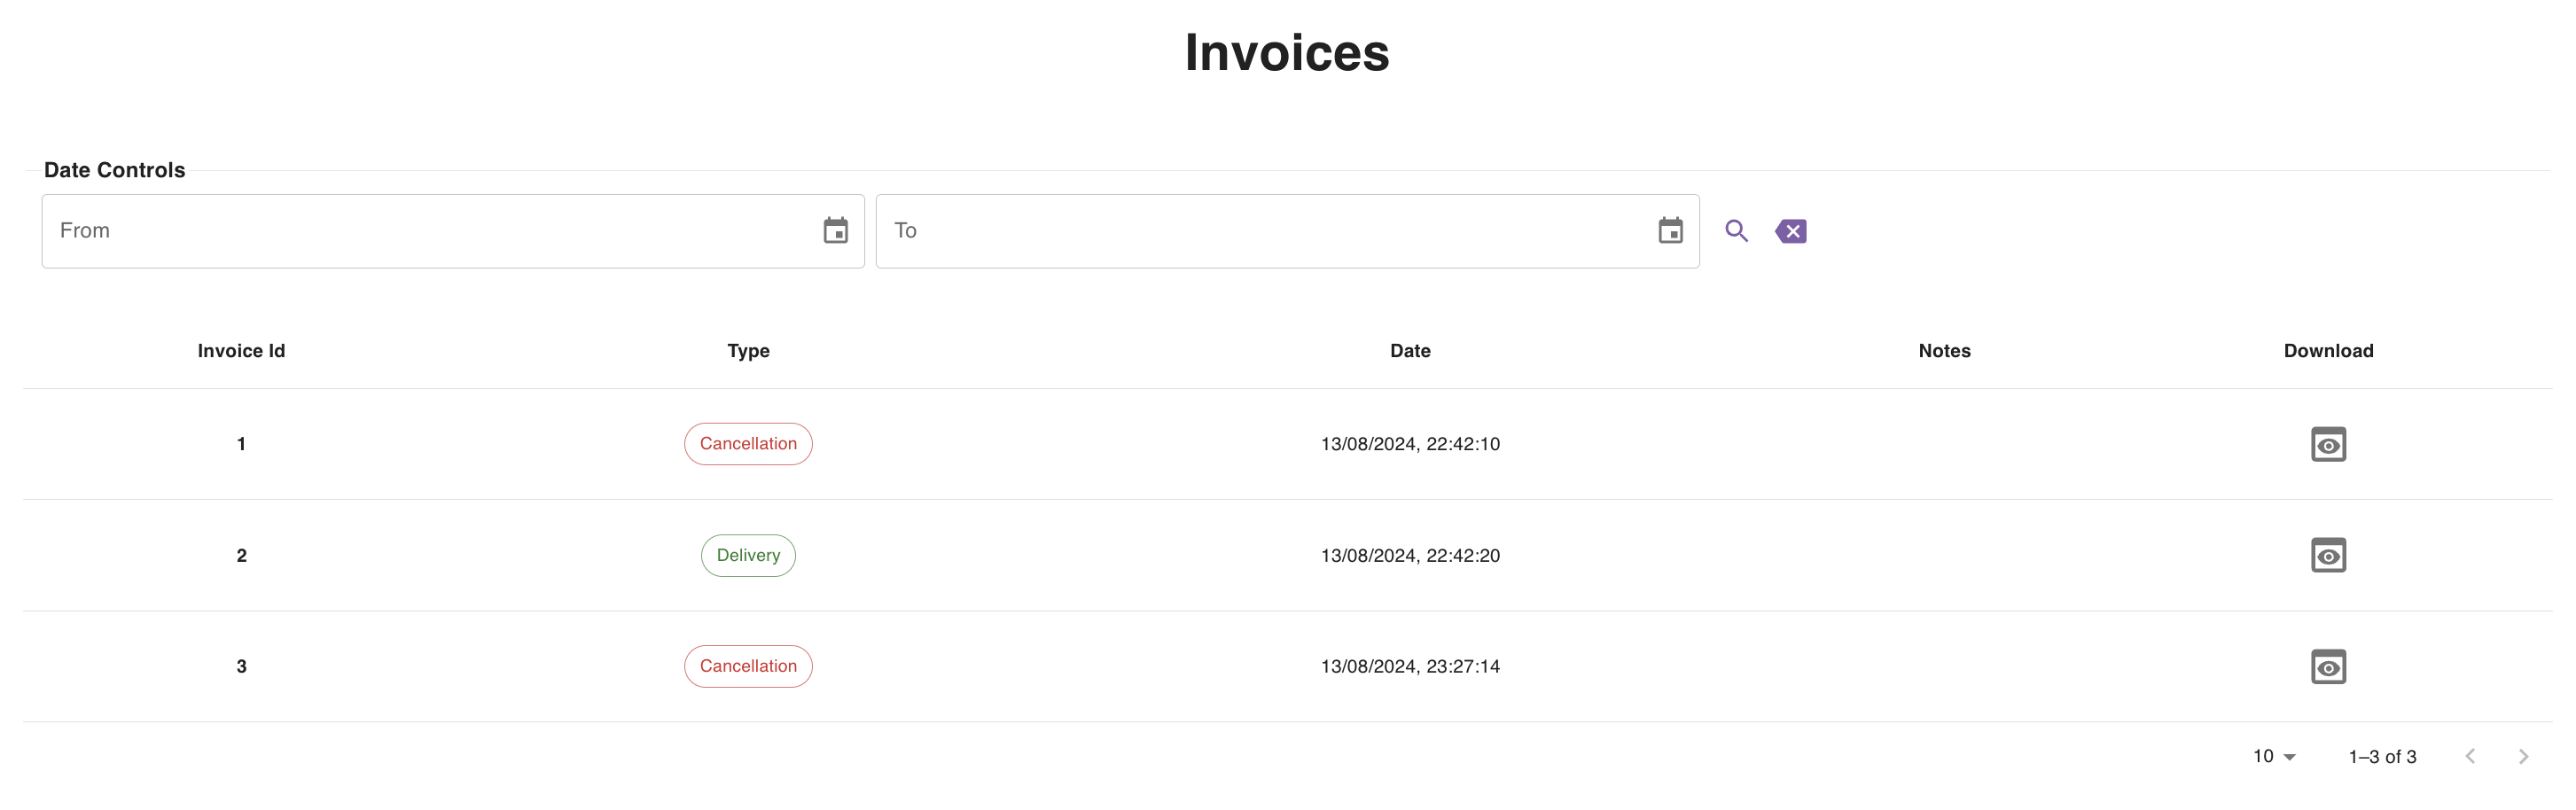 Invoices
Date Controls
From To
Invoice Id Type Date Notes Download
1 Cancellation 13/08/2024, 22:42:10
2 Delivery 13/08/2024, 22:42:20
3 Cancellation 13/08/2024, 23:27:14
10 1–3 of 3